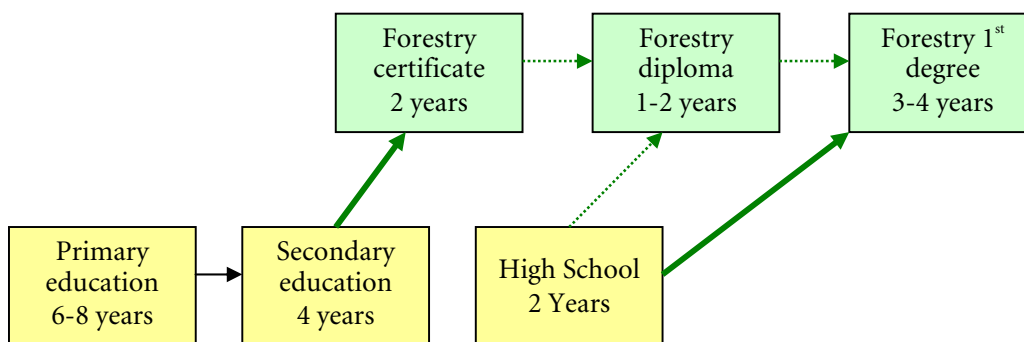 Forestry
certificate
2 years
Forestry
diploma
1-2 years
Forestry 1st
degree
3-4 years
Primary
education
6-8 years
Secondary
education
4 years
High School
2 Years